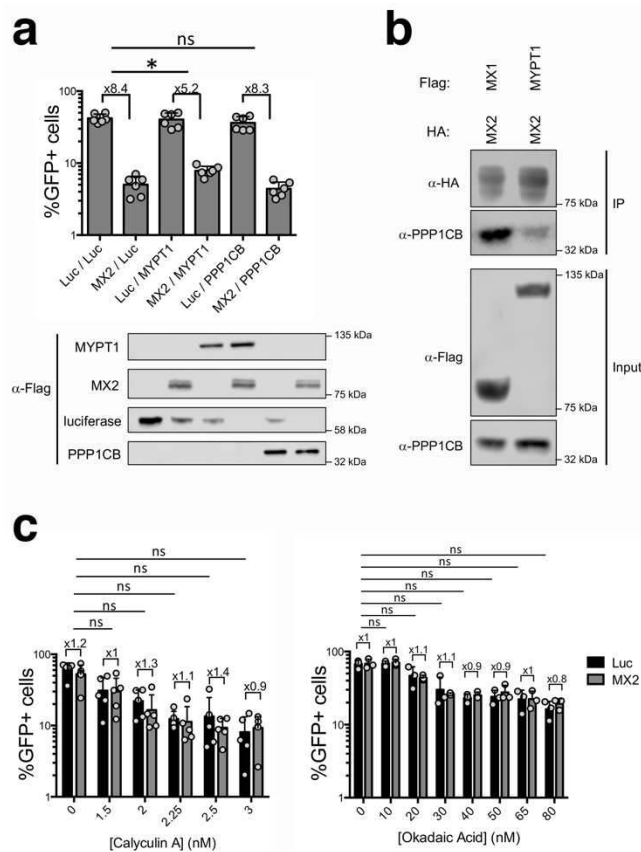 a
ns
*
x8.4
x5.2
x8.3
%GFP+ cells
100
10
1
Luc / Luc
MX2 / Luc
Luc / MYPT1
MX2 / MYPT1
Luc / PPP1CB
MX2 / PPP1CB
α-Flag
MYPT1
135 kDa
MX2
75 kDa
luciferase
58 kDa
PPP1CB
32 kDa
b
Flag: MX1 MYPT1
HA: MX2 MX2
α-HA
75 kDa
α-PPP1CB
32 kDa
IP
135 kDa
α-Flag
75 kDa
α-PPP1CB
32 kDa
Input
c
ns
ns
ns
ns
ns
x1.2
x1
x1.3
x1.1
x1.4
x0.9
%GFP+ cells
100
10
1
0 1.5 2 2.25 2.5 3
[Calyculin A] (nM)
ns
ns
ns
ns
ns
ns
ns
x1
x1
x1.1
x1.1
x0.9
x0.9
x1
x0.8
%GFP+ cells
100
10
1
0 10 20 30 40 50 65 80
[Okadaic Acid] (nM)
Luc
MX2